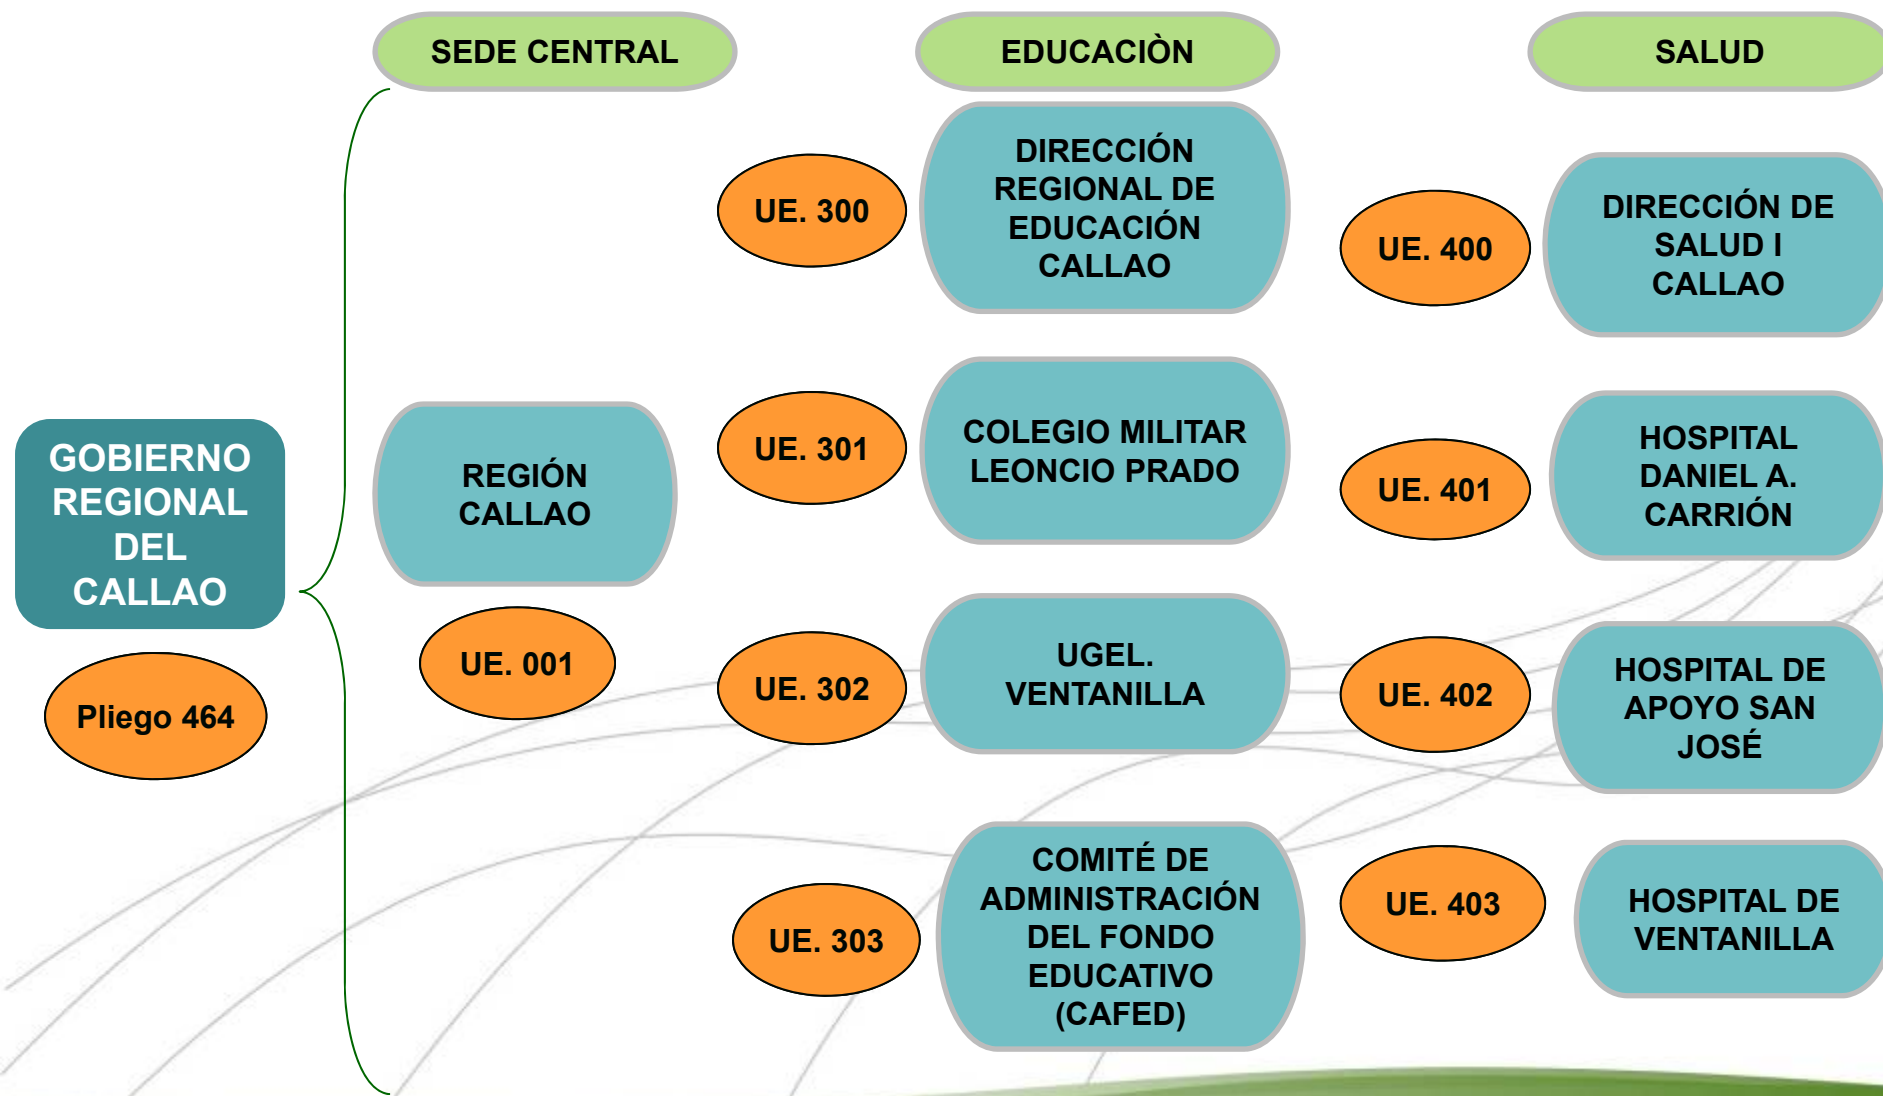 SEDE CENTRAL
EDUCACIÒN
SALUD
GOBIERNO
REGIONAL
DEL
CALLAO
Pliego 464
REGIÓN
CALLAO
UE. 001
UE. 300
DIRECCIÓN
REGIONAL DE
EDUCACIÓN
CALLAO
UE. 301
COLEGIO MILITAR
LEONCIO PRADO
UE. 302
UGEL.
VENTANILLA
UE. 303
COMITÉ DE
ADMINISTRACIÓN
DEL FONDO
EDUCATIVO
(CAFED)
UE. 400
DIRECCIÓN DE
SALUD I
CALLAO
UE. 401
HOSPITAL
DANIEL A.
CARRIÓN
UE. 402
HOSPITAL DE
APOYO SAN
JOSÉ
UE. 403
HOSPITAL DE
VENTANILLA